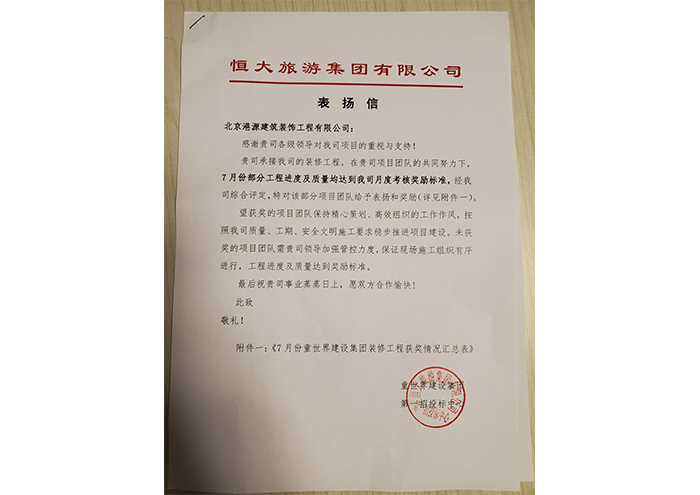 恒大旅游集团有限公司
表扬信
北京港源建筑装饰工程有限公司：
感谢贵司各级领导对我司项目的重视与支持！
贵司承接我司的装修工程，在贵司项目团队的共同努力下，
7月份部分工程进度及质量均达到我司月度考核奖励标准，经我
司综合评定，特对该部分项目团队给予表扬和奖励（详见附件一）。
望获奖的项目团队保持精心策划、高效组织的工作作风，按
照我司质量、工期、安全文明施工要求稳步推进项目建设。未获
奖的项目团队需贵司领导加强管控力度，保证现场施工组织有序
进行，工程进度及质量达到奖励标准。
最后祝贵司事业蒸蒸日上，愿双方合作愉快！
此致
敬礼！
附件一：《7月份童世界建设集团装修工程获奖情况汇总表》
童世界建设集团
第一招投标中心